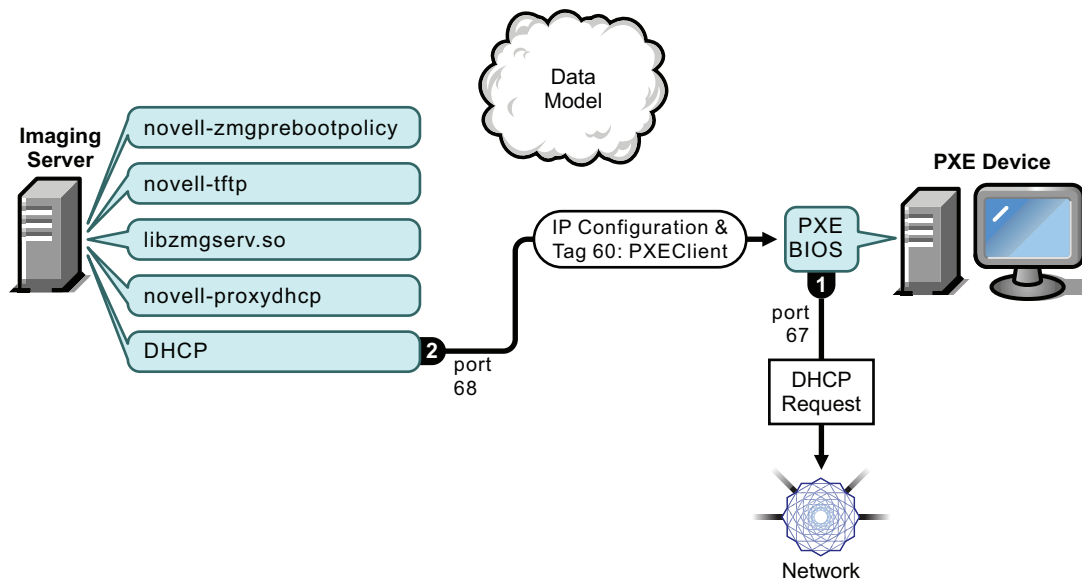 Data
Model
Imaging
Server
novell-zmgprebootpolicy
novell-tftp
libzmgserv.so
novell-proxydhcp
DHCP
2
port
68
IP Configuration &
Tag 60: PXEClient
PXE
BIOS
PXE Device
1
port
67
DHCP
Request
Network